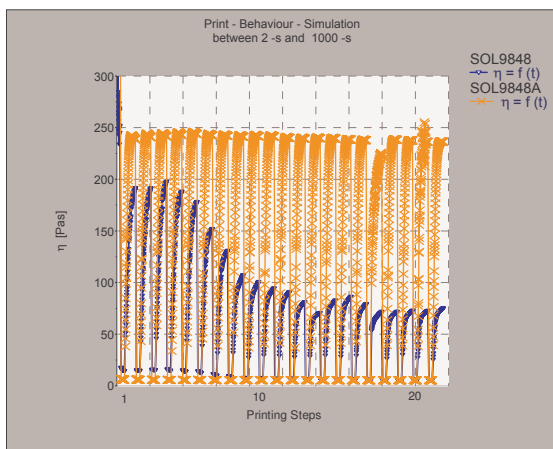 Print - Behaviour - Simulation
between 2 -s and 1000 -s
SOL9848
η = f (t)
SOL9848A
η = f (t)
300
250
200
150
100
50
0
η [Pas]
1
10
20
Printing Steps